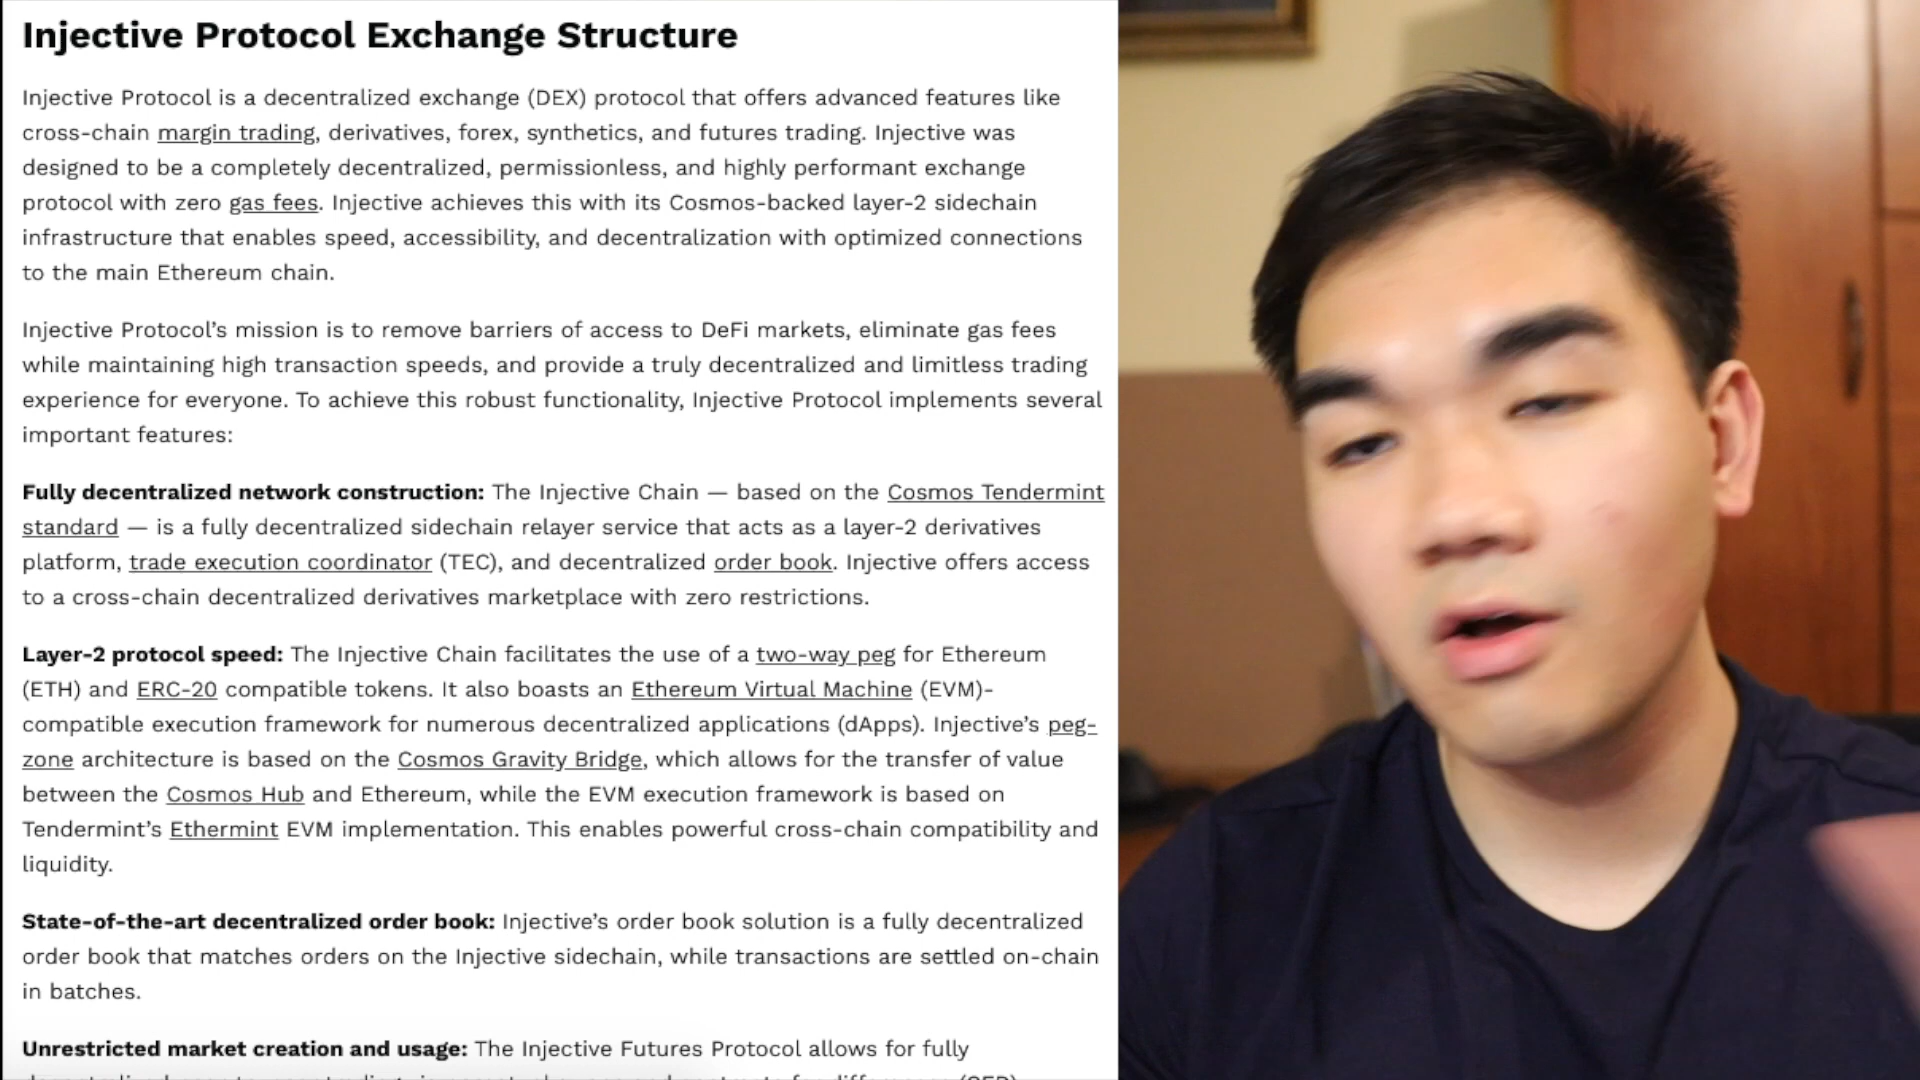 Injective Protocol Exchange Structure
Injective Protocol is a decentralized exchange (DEX) protocol that offers advanced features like
cross-chain margin trading, derivatives, forex, synthetics, and futures trading. Injective was
designed to be a completely decentralized, permissionless, and highly performant exchange
protocol with zero gas fees. Injective achieves this with its Cosmos-backed layer-2 sidechain
infrastructure that enables speed, accessibility, and decentralization with optimized connections
to the main Ethereum chain.
Injective Protocol’s mission is to remove barriers of access to DeFi markets, eliminate gas fees
while maintaining high transaction speeds, and provide a truly decentralized and limitless trading
experience for everyone. To achieve this robust functionality, Injective Protocol implements several
important features:
Fully decentralized network construction: The Injective Chain — based on the Cosmos Tendermint
standard — is a fully decentralized sidechain relayer service that acts as a layer-2 derivatives
platform, trade execution coordinator (TEC), and decentralized order book. Injective offers access
to a cross-chain decentralized derivatives marketplace with zero restrictions.
Layer-2 protocol speed: The Injective Chain facilitates the use of a two-way peg for Ethereum
(ETH) and ERC-20 compatible tokens. It also boasts an Ethereum Virtual Machine (EVM)-
compatible execution framework for numerous decentralized applications (dApps). Injective’s peg-
zone architecture is based on the Cosmos Gravity Bridge, which allows for the transfer of value
between the Cosmos Hub and Ethereum, while the EVM execution framework is based on
Tendermint’s Ethermint EVM implementation. This enables powerful cross-chain compatibility and
liquidity.
State-of-the-art decentralized order book: Injective’s order book solution is a fully decentralized
order book that matches orders on the Injective sidechain, while transactions are settled on-chain
in batches.
Unrestricted market creation and usage: The Injective Futures Protocol allows for fully